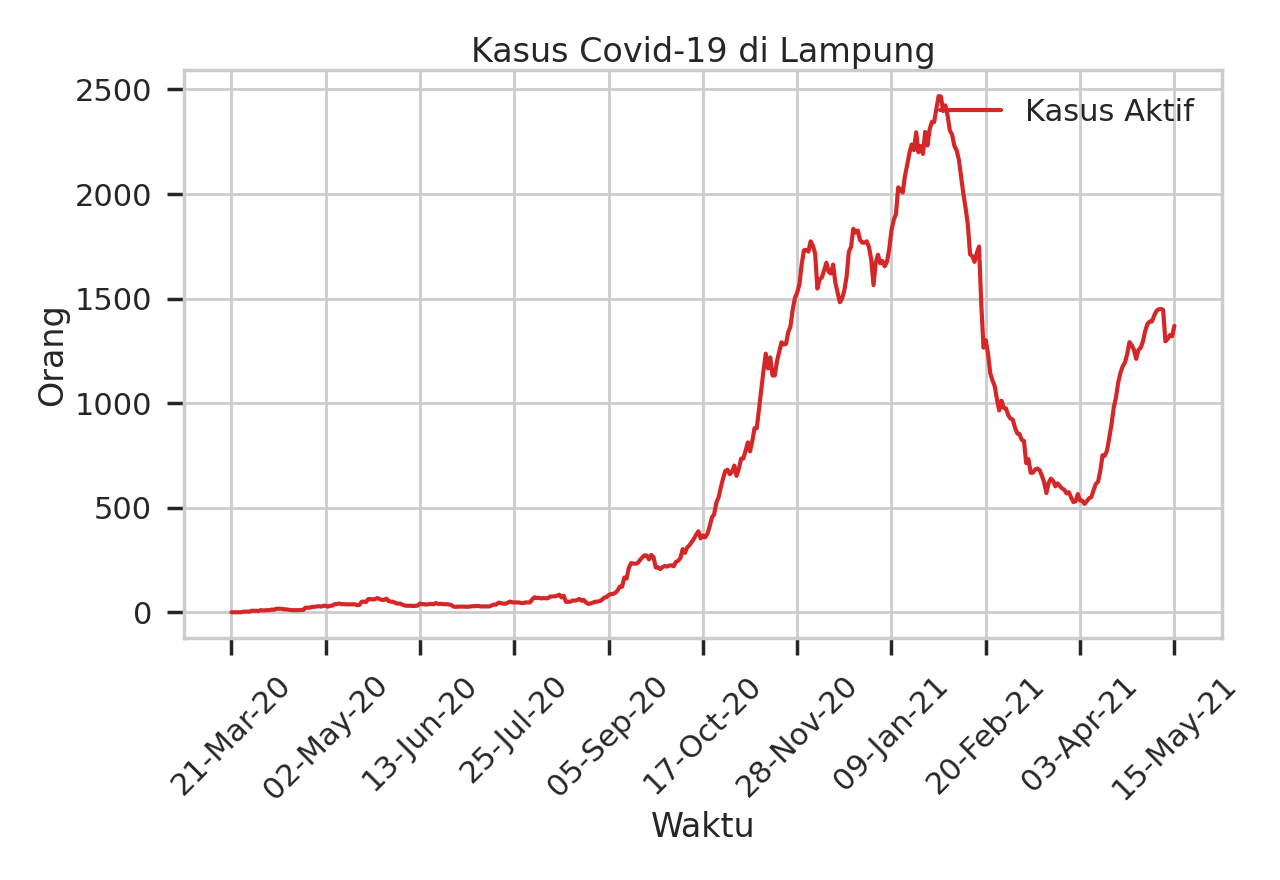 Kasus Covid-19 di Lampung
Kasus Aktif
Orang
2500
2000
1500
1000
500
0
21-Mar-20
02-May-20
13-Jun-20
25-Jul-20
05-Sep-20
17-Oct-20
28-Nov-20
09-Jan-21
20-Feb-21
03-Apr-21
15-May-21
Waktu